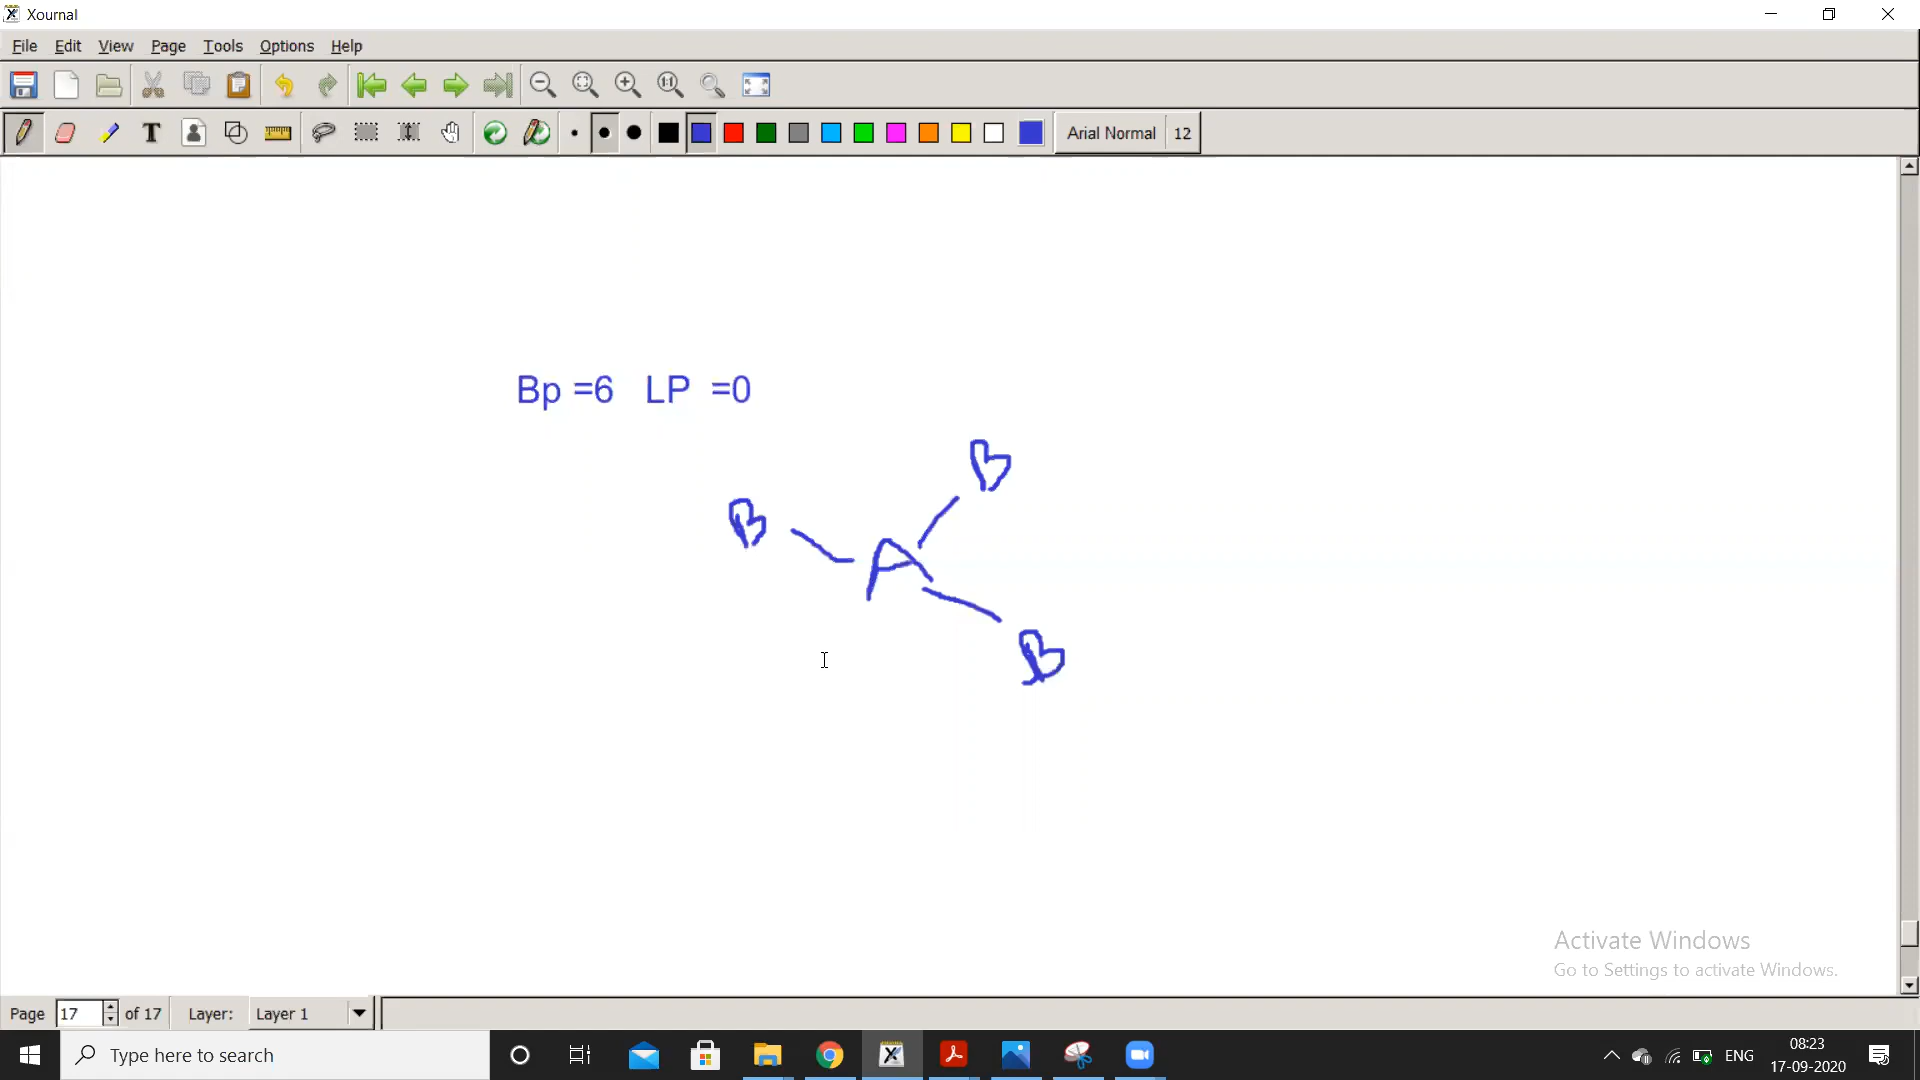 Xournal
File Edit View Page Tools Options Help
T 1:1 Arial Normal 12
Bp =6 LP =0
B
B
A
B
Activate Windows
Go to Settings to activate Windows.
Page 17 of 17 Layer: Layer 1
Type here to search
ENG
08:23
17-09-2020